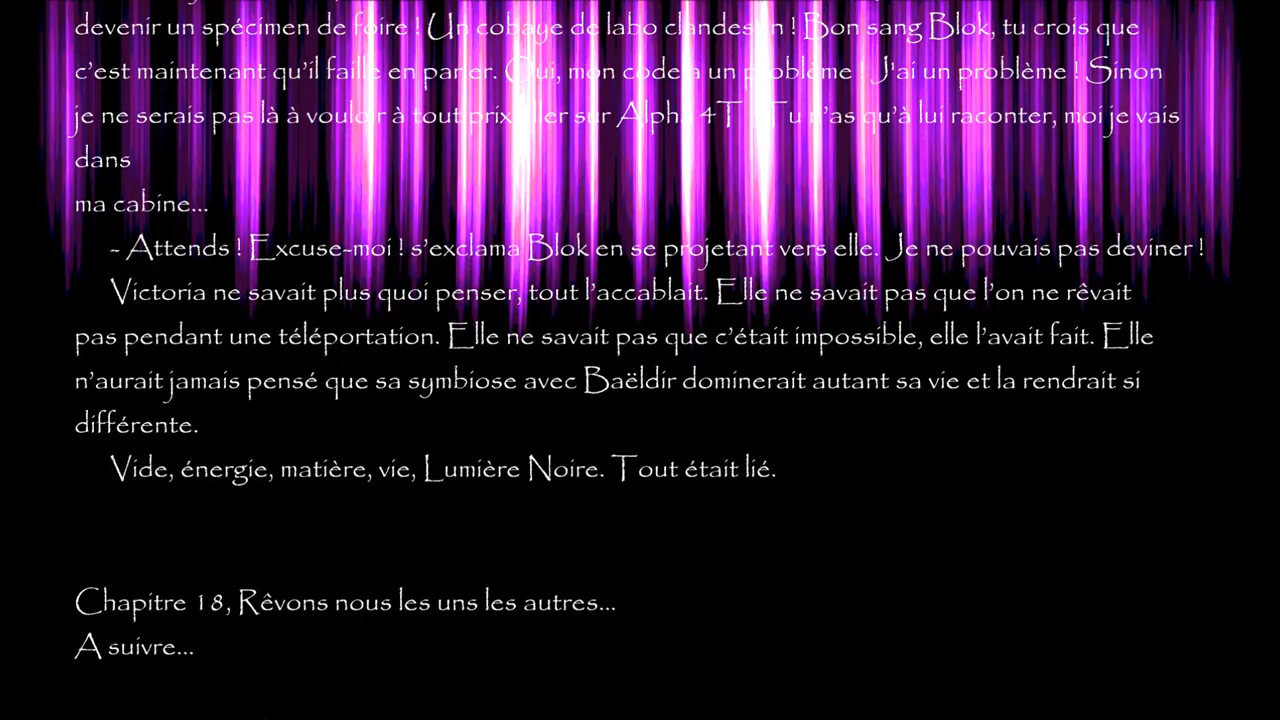 devenir un spécimen de foire ! Un cobaye de labo clandestin ! Bon sang Blok, tu crois que
c'est maintenant qu'il faille en parler. Oui, mon code a un problème ! J'ai un problème ! Sinon
je ne serais pas là à vouloir à tout prix aller sur Alpha 4T ! Tu n'as qu'à lui raconter, moi je vais
dans
ma cabine...
- Attends ! Excuse-moi ! s'exclama Blok en se projetant vers elle. Je ne pouvais pas deviner !
Victoria ne savait plus quoi penser, tout l'accablait. Elle ne savait pas que l'on ne rêvait
pas pendant une téléportation. Elle ne savait pas que c'était impossible, elle l'avait fait. Elle
n'aurait jamais pensé que sa symbiose avec Baëldir dominerait autant sa vie et la rendrait si
différente.
Vide, énergie, matière, vie, Lumière Noire. Tout était lié.
Chapitre 18, Rêvons nous les uns les autres...
A suivre...